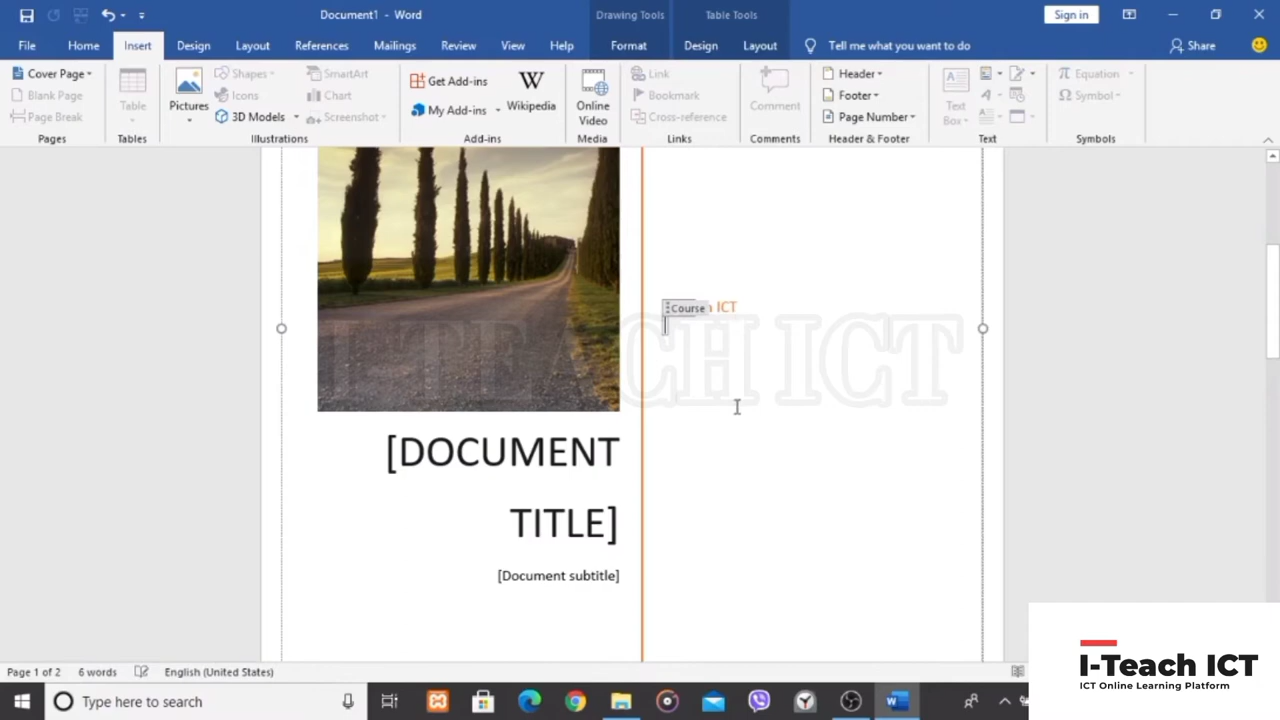 Document1 - Word
Drawing Tools
Table Tools
Sign in
File
Home
Insert
Design
Layout
References
Mailings
Review
View
Help
Format
Design
Layout
Tell me what you want to do
Share
Cover Page
Blank Page
Page Break
Pages
Table
Tables
Pictures
Shapes
Icons
3D Models
SmartArt
Chart
Screenshot
Illustrations
Get Add-ins
My Add-ins
W
Wikipedia
Add-ins
Online
Video
Media
Link
Bookmark
Cross-reference
Links
Comment
Comments
Header
Footer
Page Number
Header & Footer
Text
Box
Text
Equation
Symbol
Symbols
Course
ICT
I TEACH ICT
[DOCUMENT
TITLE]
[Document subtitle]
Page 1 of 2
6 words
English (United States)
I-Teach ICT
ICT Online Learning Platform
Type here to search